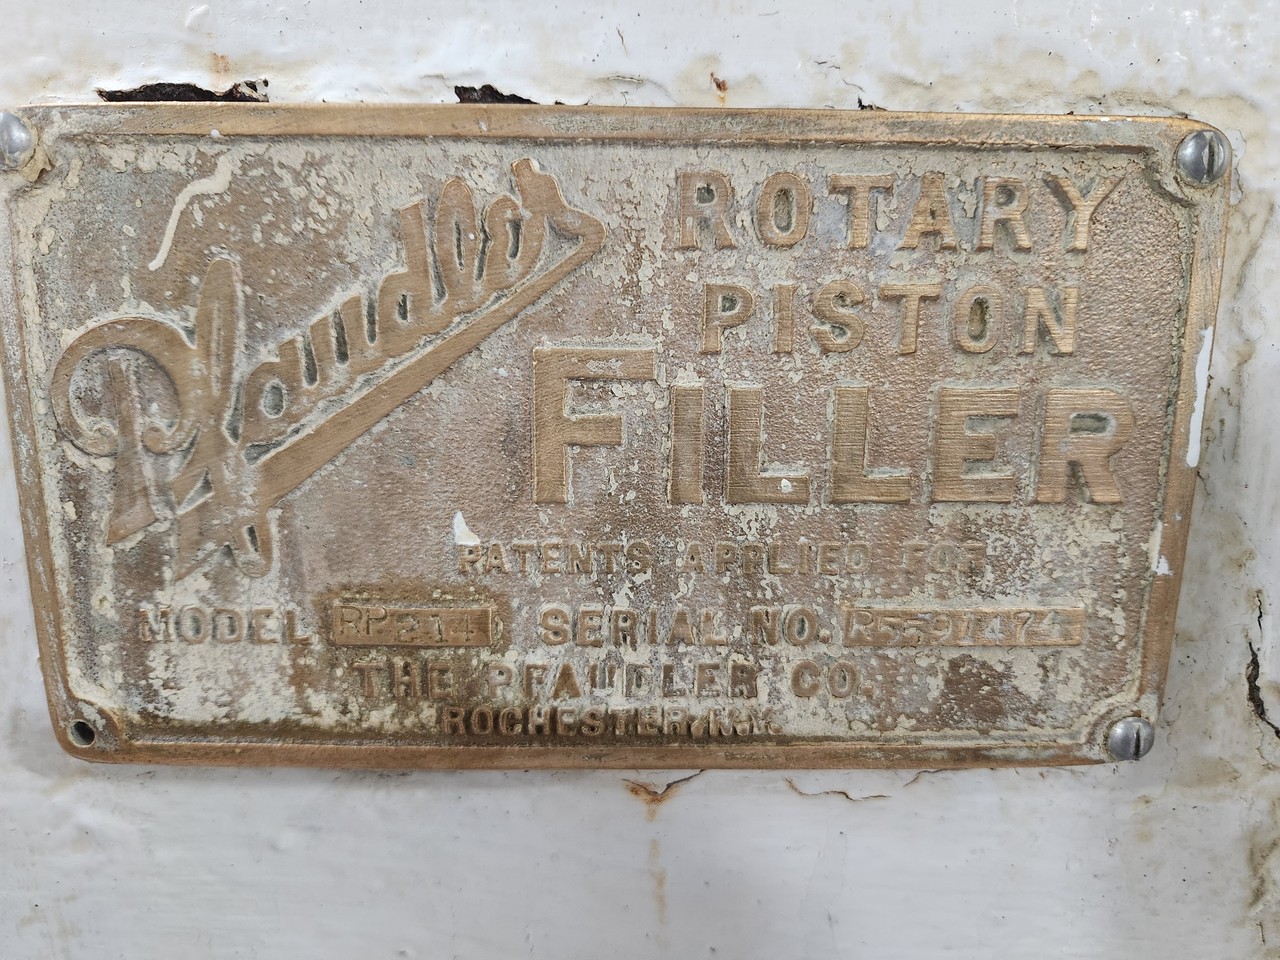 Pfaudler
ROTARY
PISTON
FILLER
PATENTS APPLIED FOR
MODEL RP214 SERIAL NO.
THE PFAUDLER CO.
ROCHESTER, N.Y.